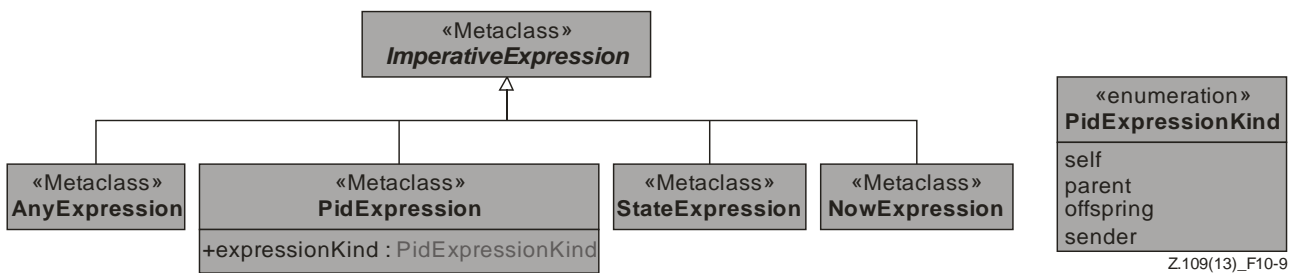 «Metaclass»
ImperativeExpression
«Metaclass»
AnyExpression
«Metaclass»
PidExpression
+expressionKind : PidExpressionKind
«Metaclass»
StateExpression
«Metaclass»
NowExpression
«enumeration»
PidExpressionKind
self
parent
offspring
sender
Z.109(13)_F10-9